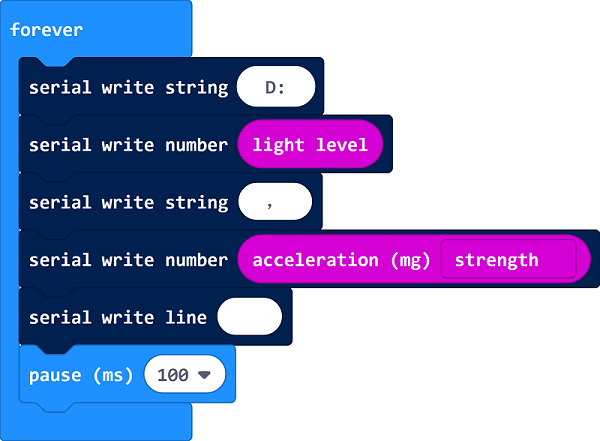 forever
serial write string D:
serial write number light level
serial write string ,
serial write number acceleration (mg) strength
serial write line
pause (ms) 100